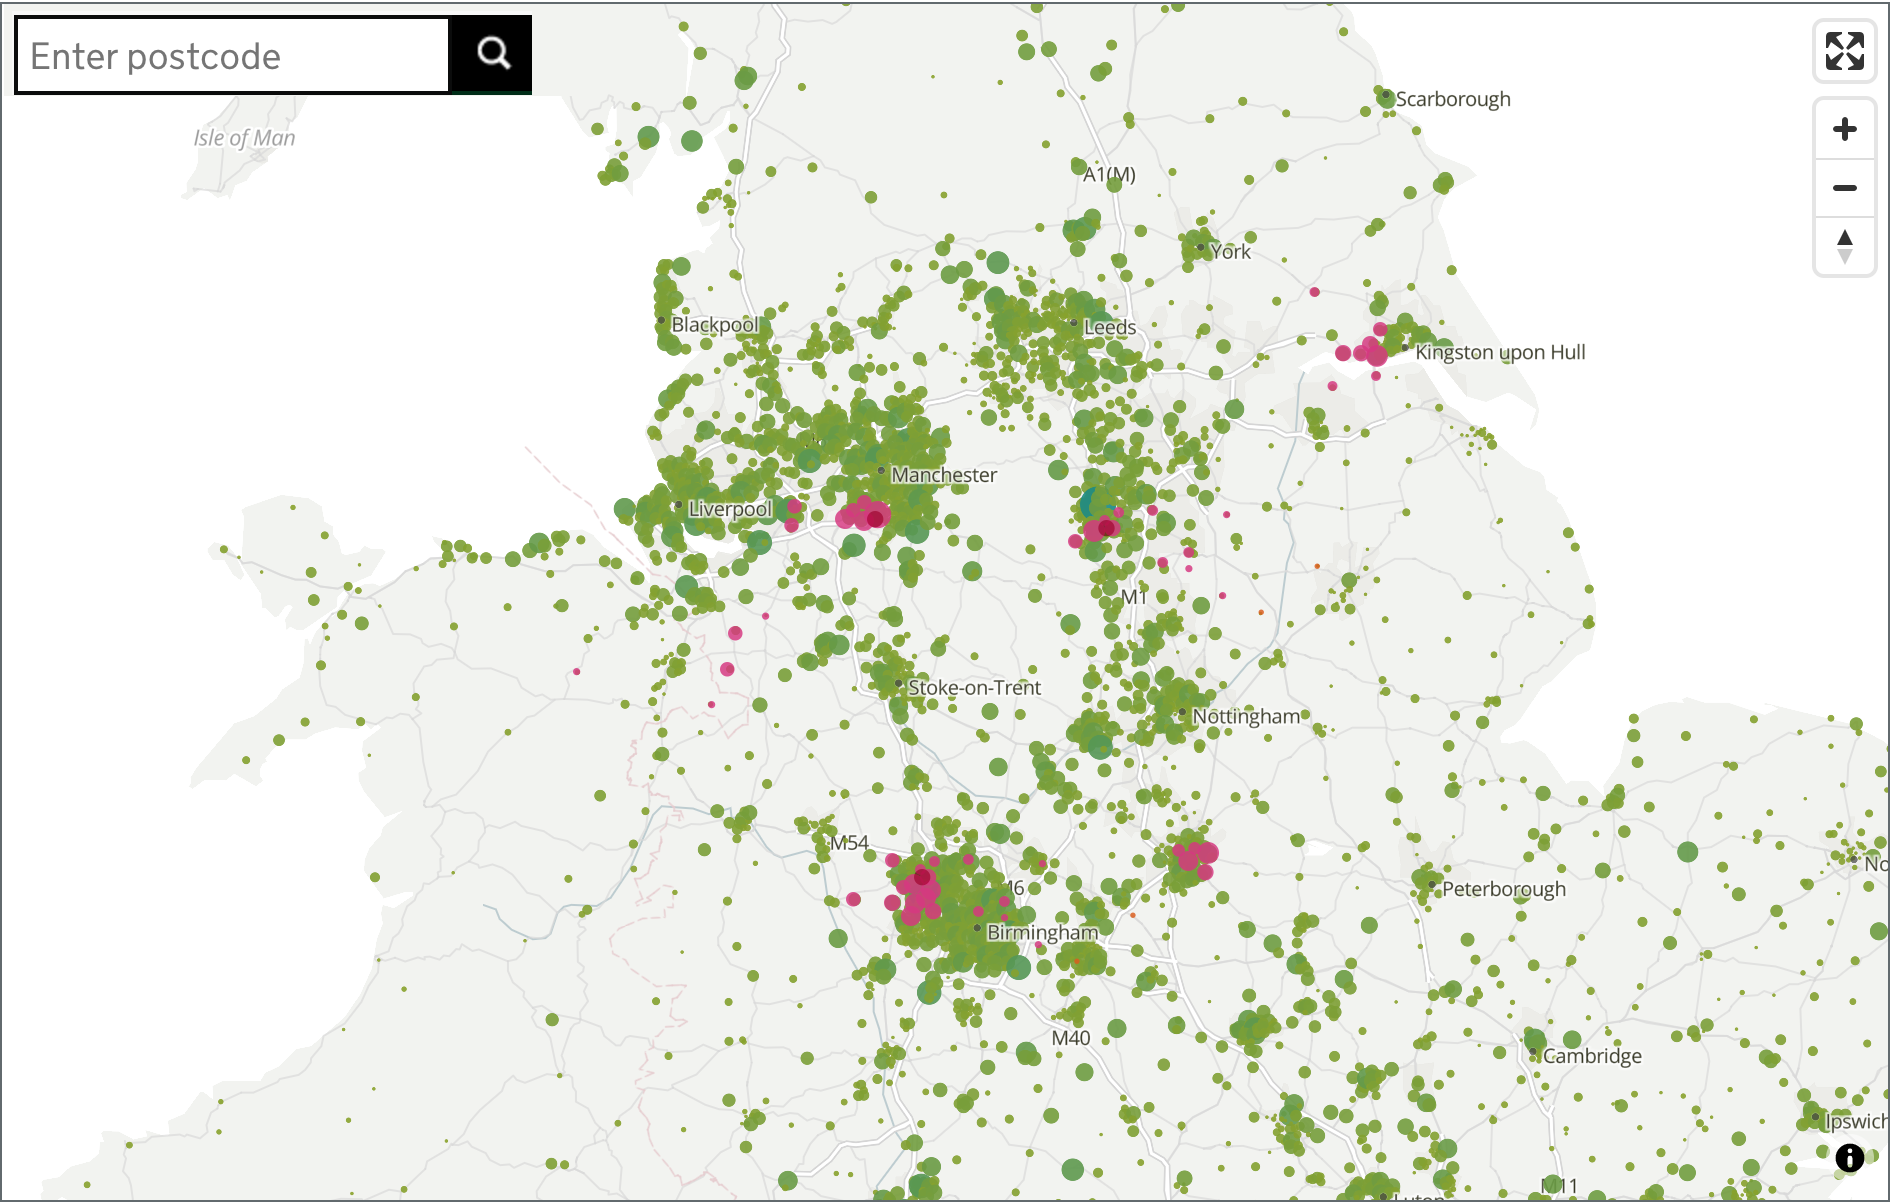 Enter postcode
Scarborough
Isle of Man
A1(M)
York
Blackpool
Leeds
Kingston upon Hull
Manchester
Liverpool
M1
Stoke-on-Trent
Nottingham
M54
No
M6
Peterborough
Birmingham
M40
Cambridge
Ipswich
M11
Luton